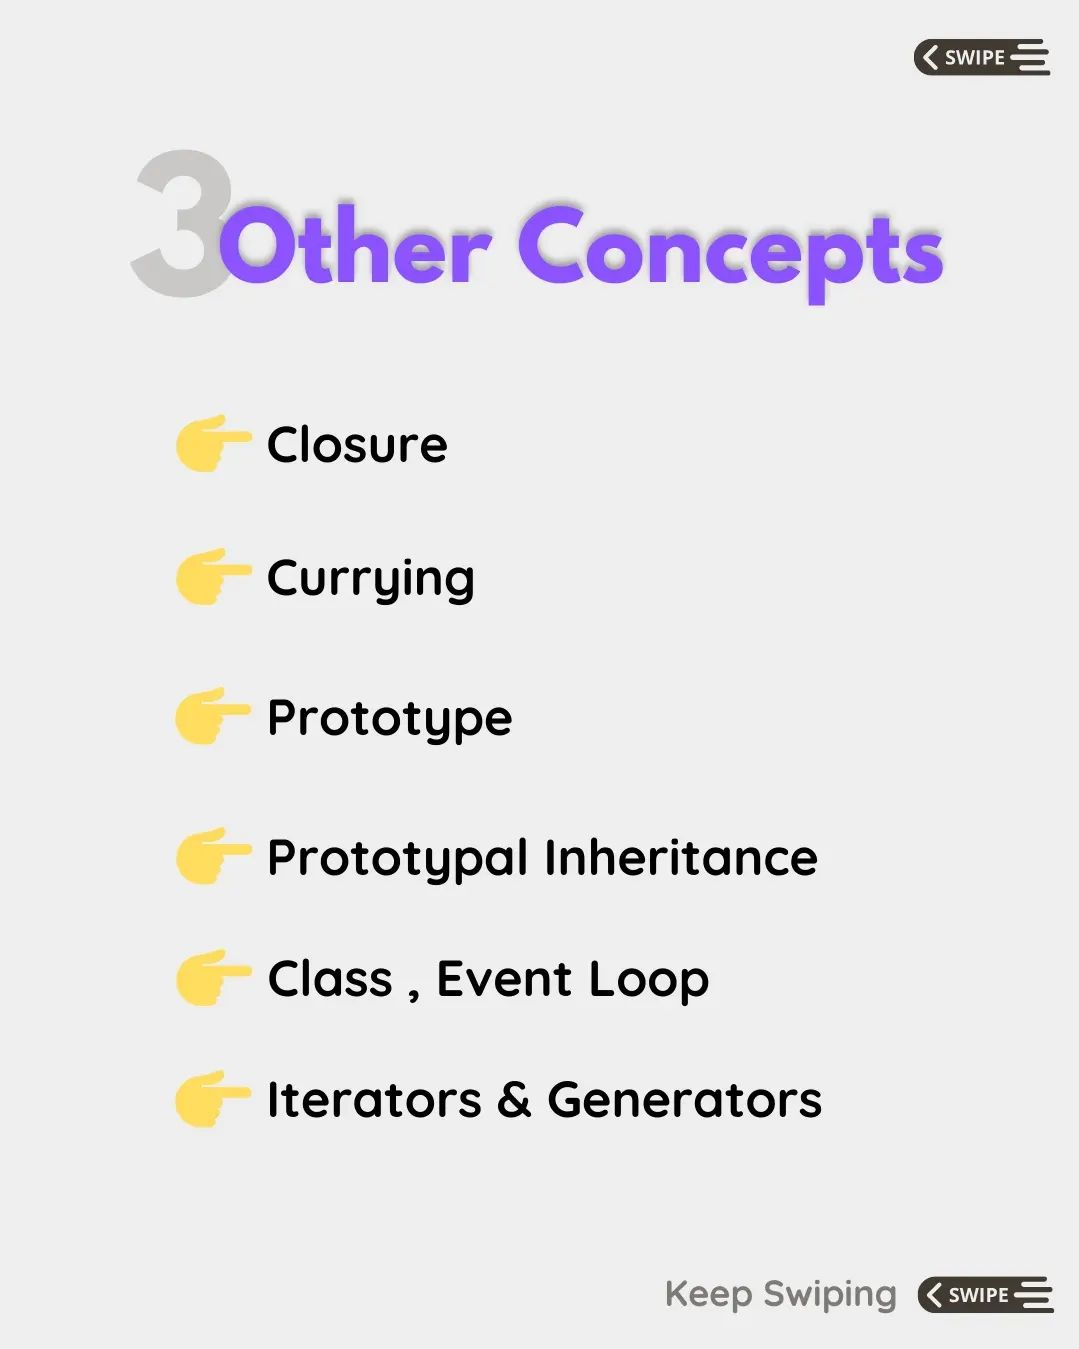 SWIPE
3
Other Concepts
Closure
Currying
Prototype
Prototypal Inheritance
Class , Event Loop
Iterators & Generators
Keep Swiping SWIPE